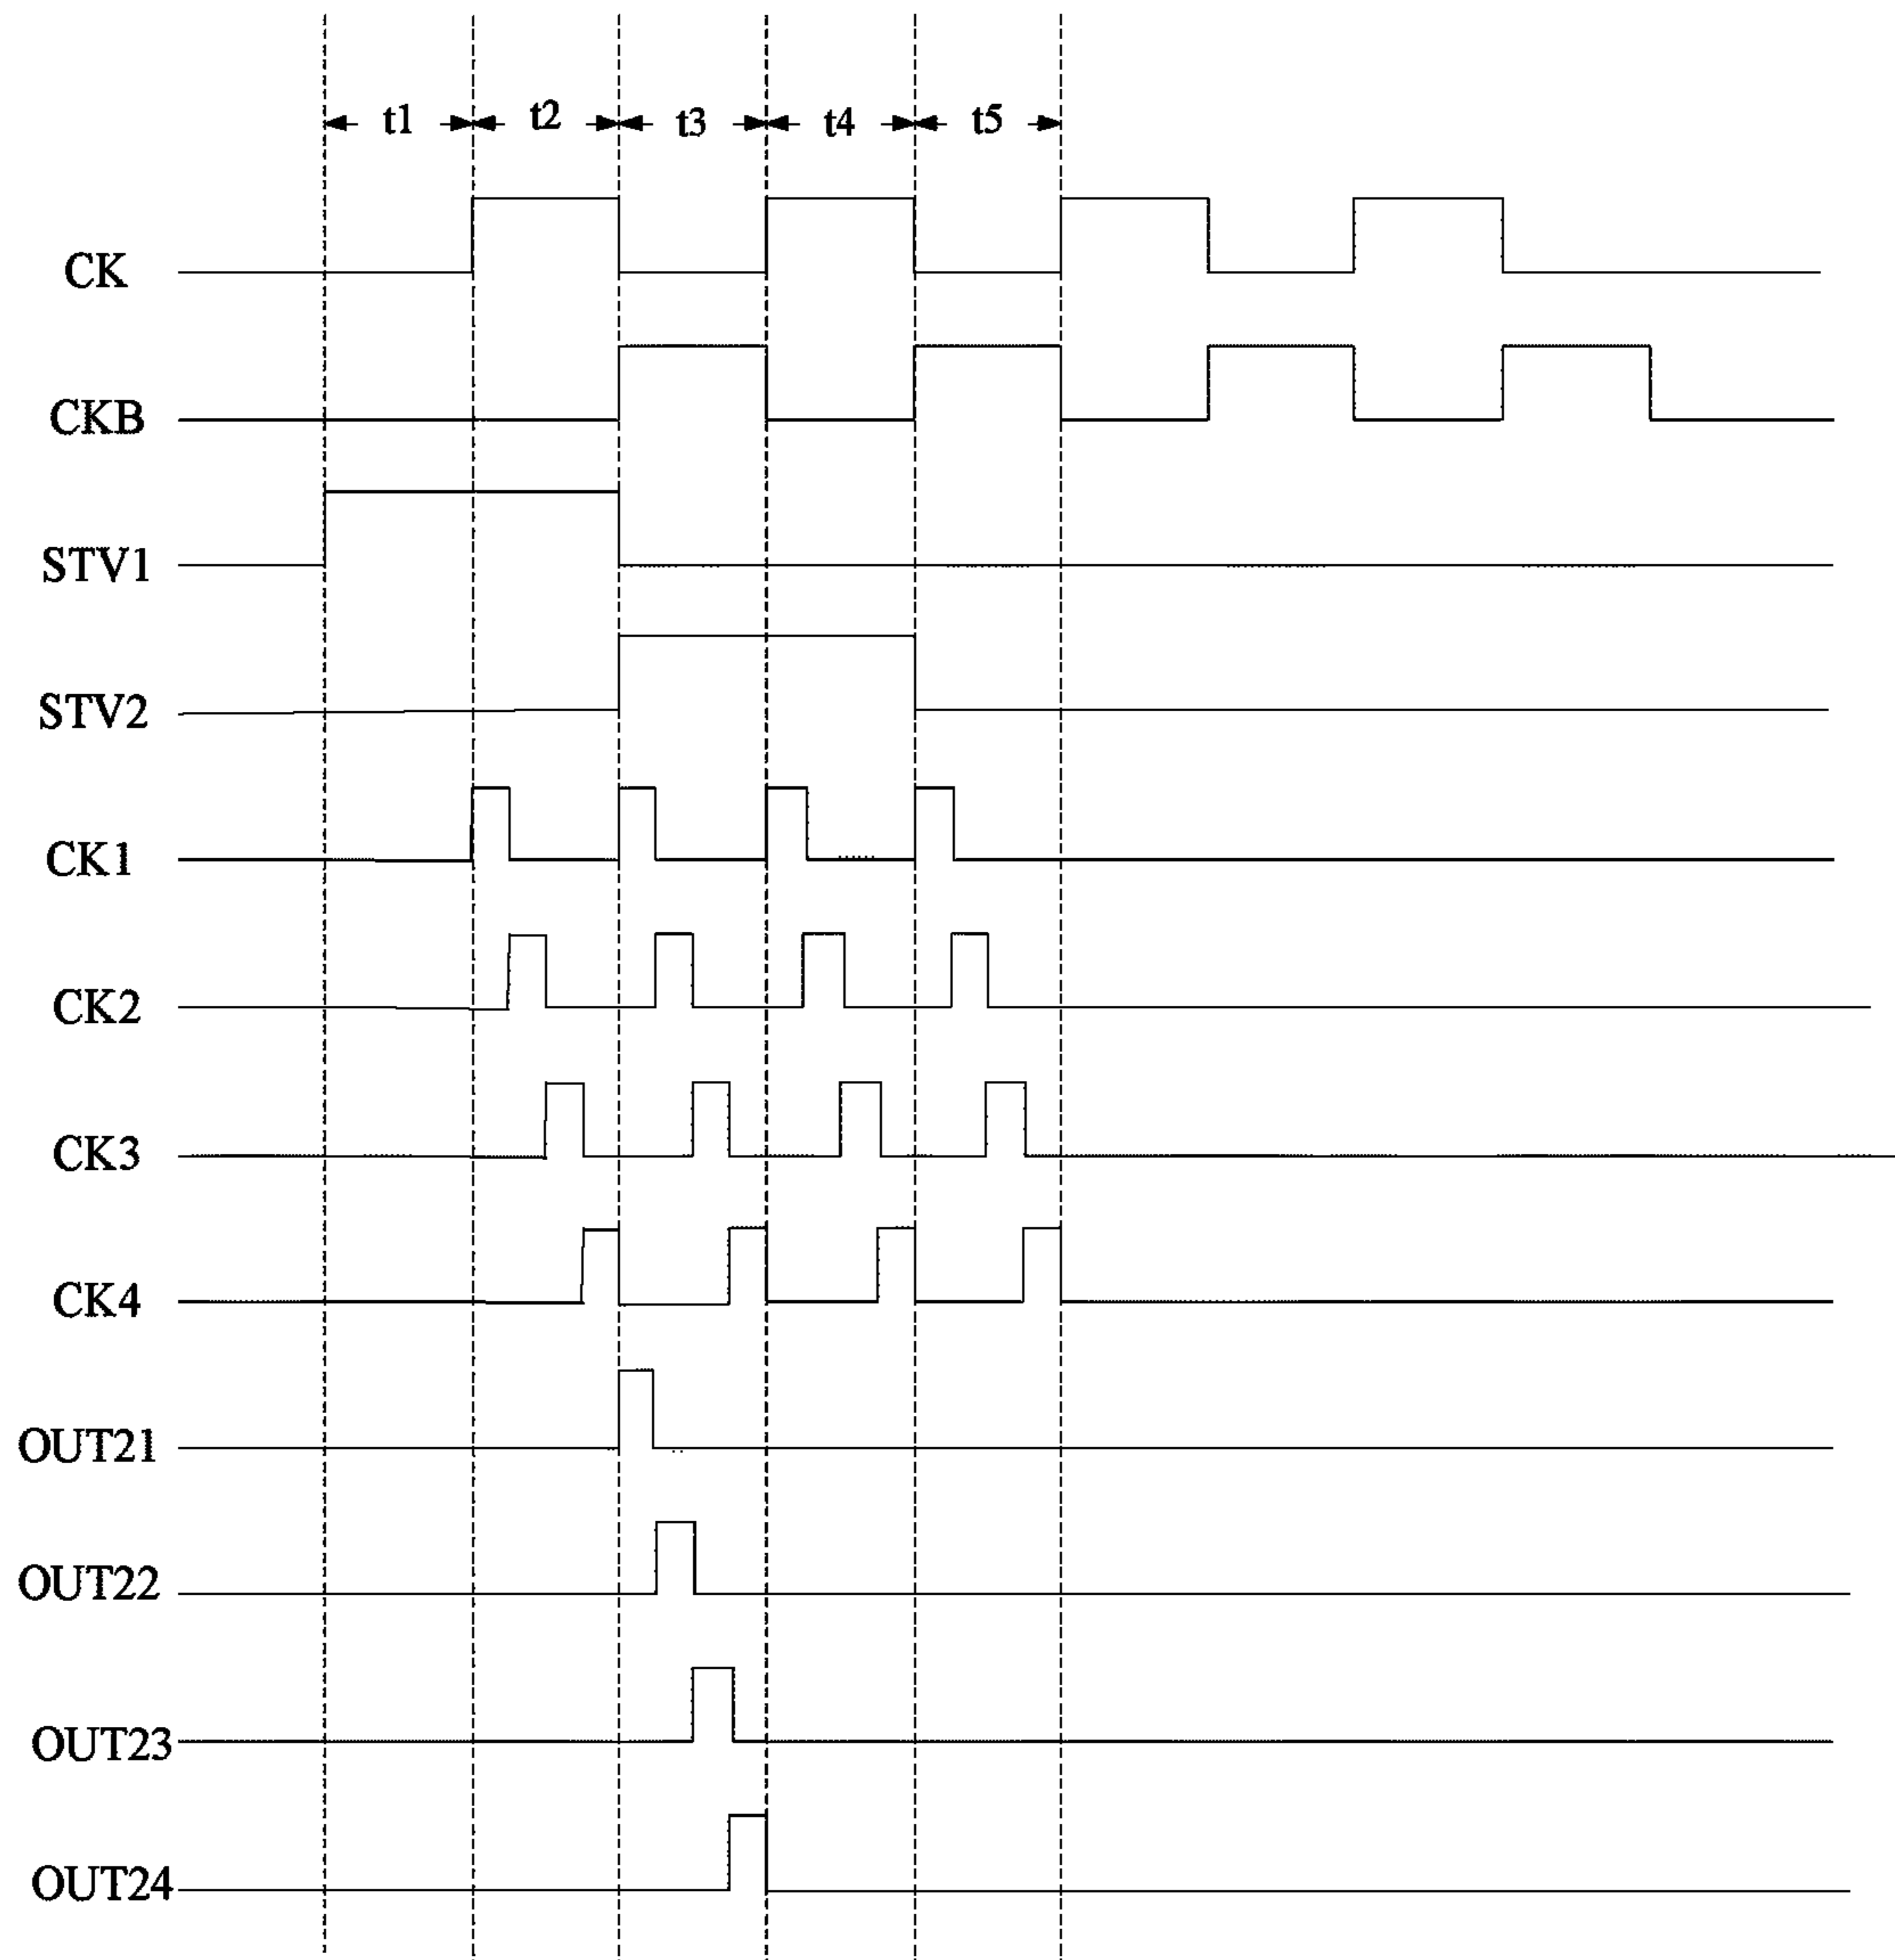 t1 t2 t3 t4 t5
CK
CKB
STV1
STV2
CK1
CK2
CK3
CK4
OUT21
OUT22
OUT23
OUT24